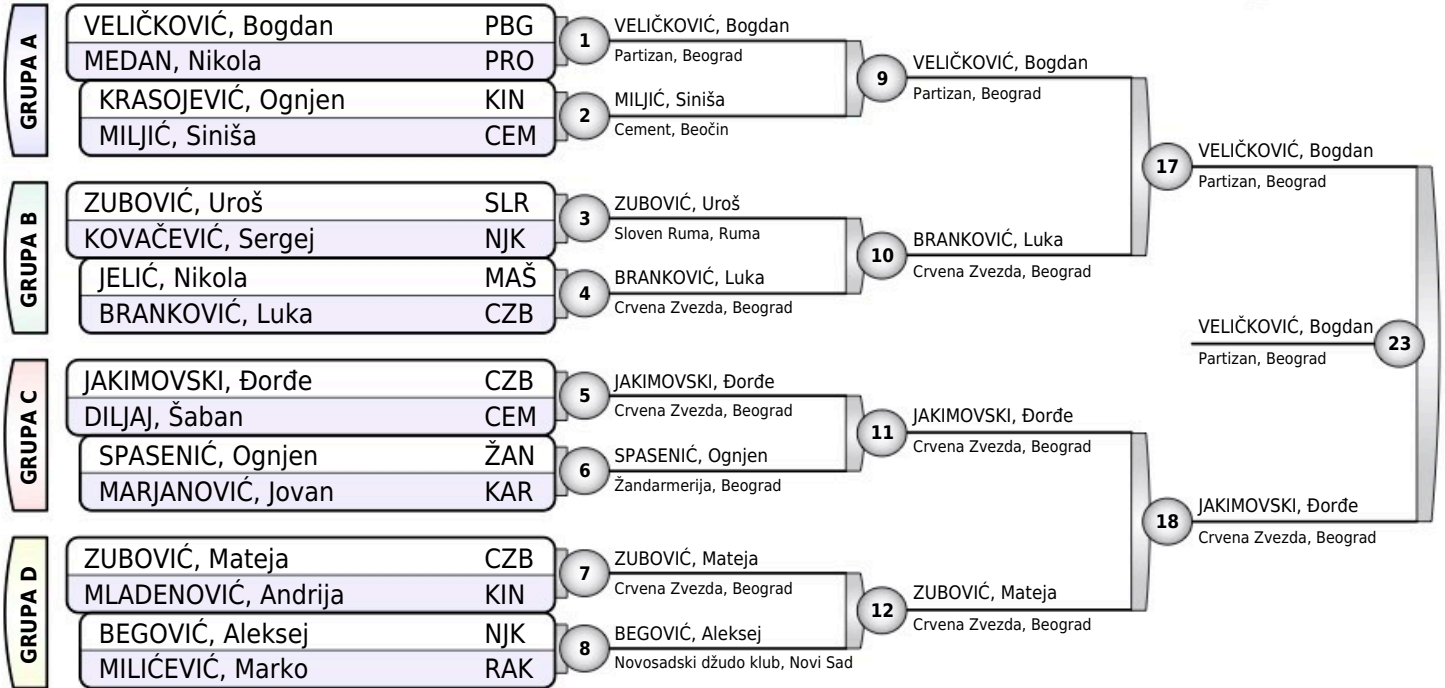 GRUPA A
VELIČKOVIĆ, Bogdan PBG
MEDAN, Nikola PRO
KRASOJEVIĆ, Ognjen KIN
MILJIĆ, Siniša CEM
GRUPA B
ZUBOVIĆ, Uroš SLR
KOVAČEVIĆ, Sergej NJK
JELIĆ, Nikola MAŠ
BRANKOVIĆ, Luka CZB
GRUPA C
JAKIMOVSKI, Đorđe CZB
DILJAJ, Šaban CEM
SPASENIĆ, Ognjen ŽAN
MARJANOVIĆ, Jovan KAR
GRUPA D
ZUBOVIĆ, Mateja CZB
MLADENOVIĆ, Andrija KIN
BEGOVIĆ, Aleksej NJK
MILIĆEVIĆ, Marko RAK
1
VELIČKOVIĆ, Bogdan
Partizan, Beograd
2
MILJIĆ, Siniša
Cement, Beočin
3
ZUBOVIĆ, Uroš
Sloven Ruma, Ruma
4
BRANKOVIĆ, Luka
Crvena Zvezda, Beograd
5
JAKIMOVSKI, Đorđe
Crvena Zvezda, Beograd
6
SPASENIĆ, Ognjen
Žandarmerija, Beograd
7
ZUBOVIĆ, Mateja
Crvena Zvezda, Beograd
8
BEGOVIĆ, Aleksej
Novosadski džudo klub, Novi Sad
9
VELIČKOVIĆ, Bogdan
Partizan, Beograd
10
BRANKOVIĆ, Luka
Crvena Zvezda, Beograd
11
JAKIMOVSKI, Đorđe
Crvena Zvezda, Beograd
12
ZUBOVIĆ, Mateja
Crvena Zvezda, Beograd
17
VELIČKOVIĆ, Bogdan
Partizan, Beograd
18
JAKIMOVSKI, Đorđe
Crvena Zvezda, Beograd
VELIČKOVIĆ, Bogdan
Partizan, Beograd
23